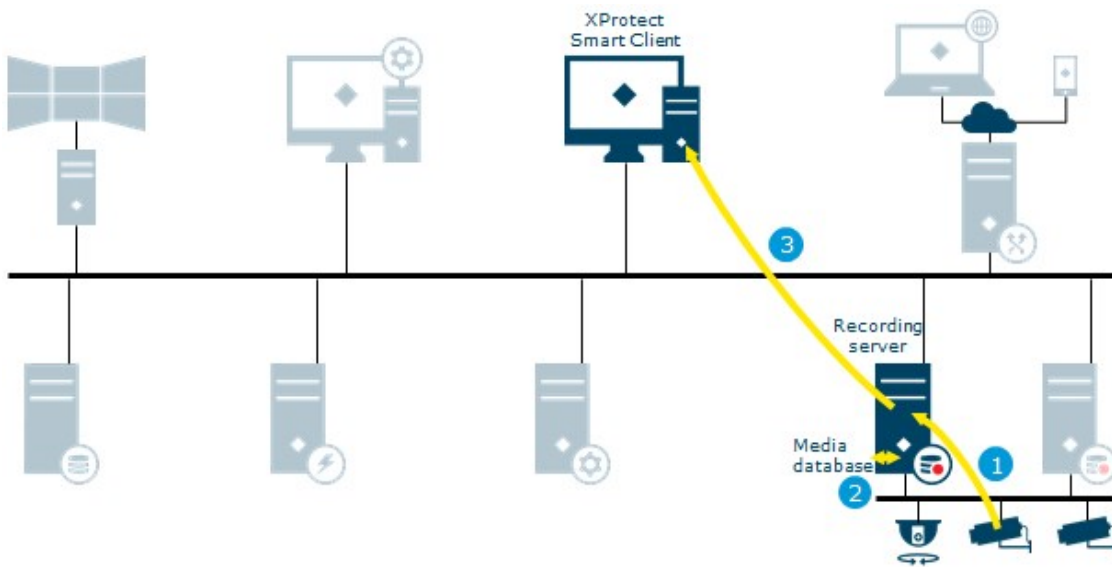 XProtect
Smart Client
3
Recording
server
Media
database
1
2